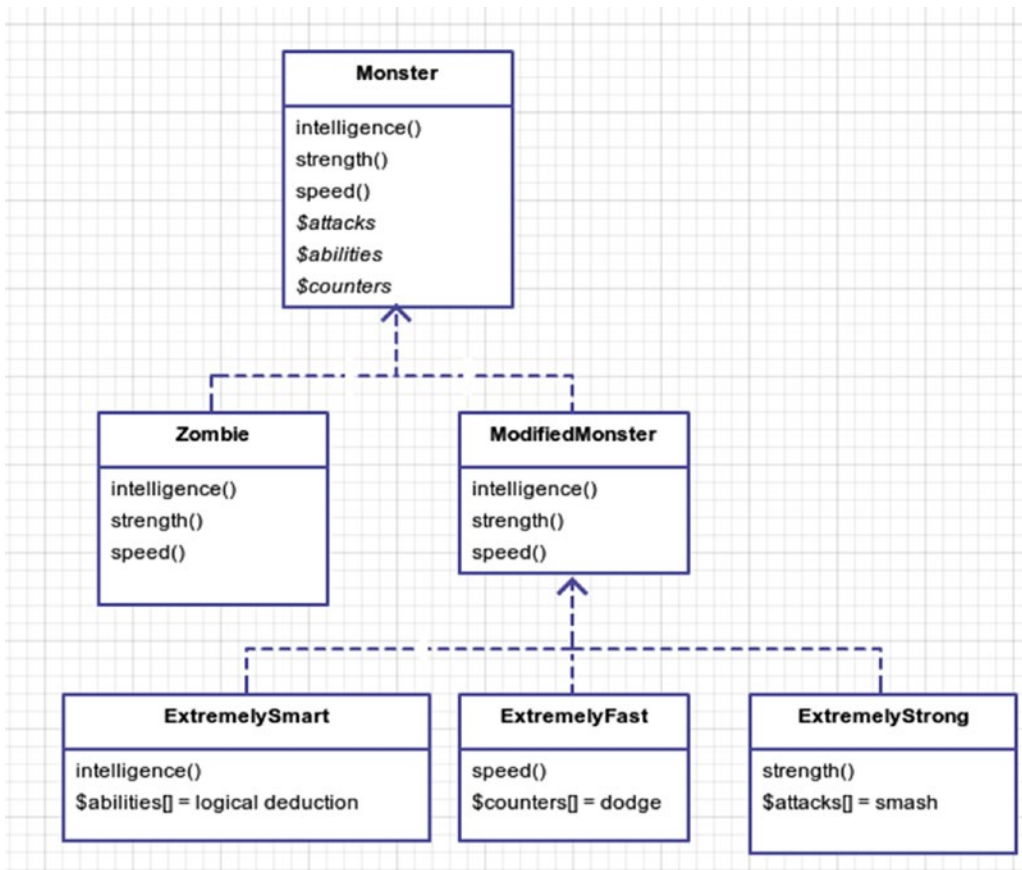 Monster
intelligence()
strength()
speed()
$attacks
$abilities
$counters
Zombie
intelligence()
strength()
speed()
ModifiedMonster
intelligence()
strength()
speed()
ExtremelySmart
intelligence()
$abilities[] = logical deduction
ExtremelyFast
speed()
$counters[] = dodge
ExtremelyStrong
strength()
$attacks[] = smash